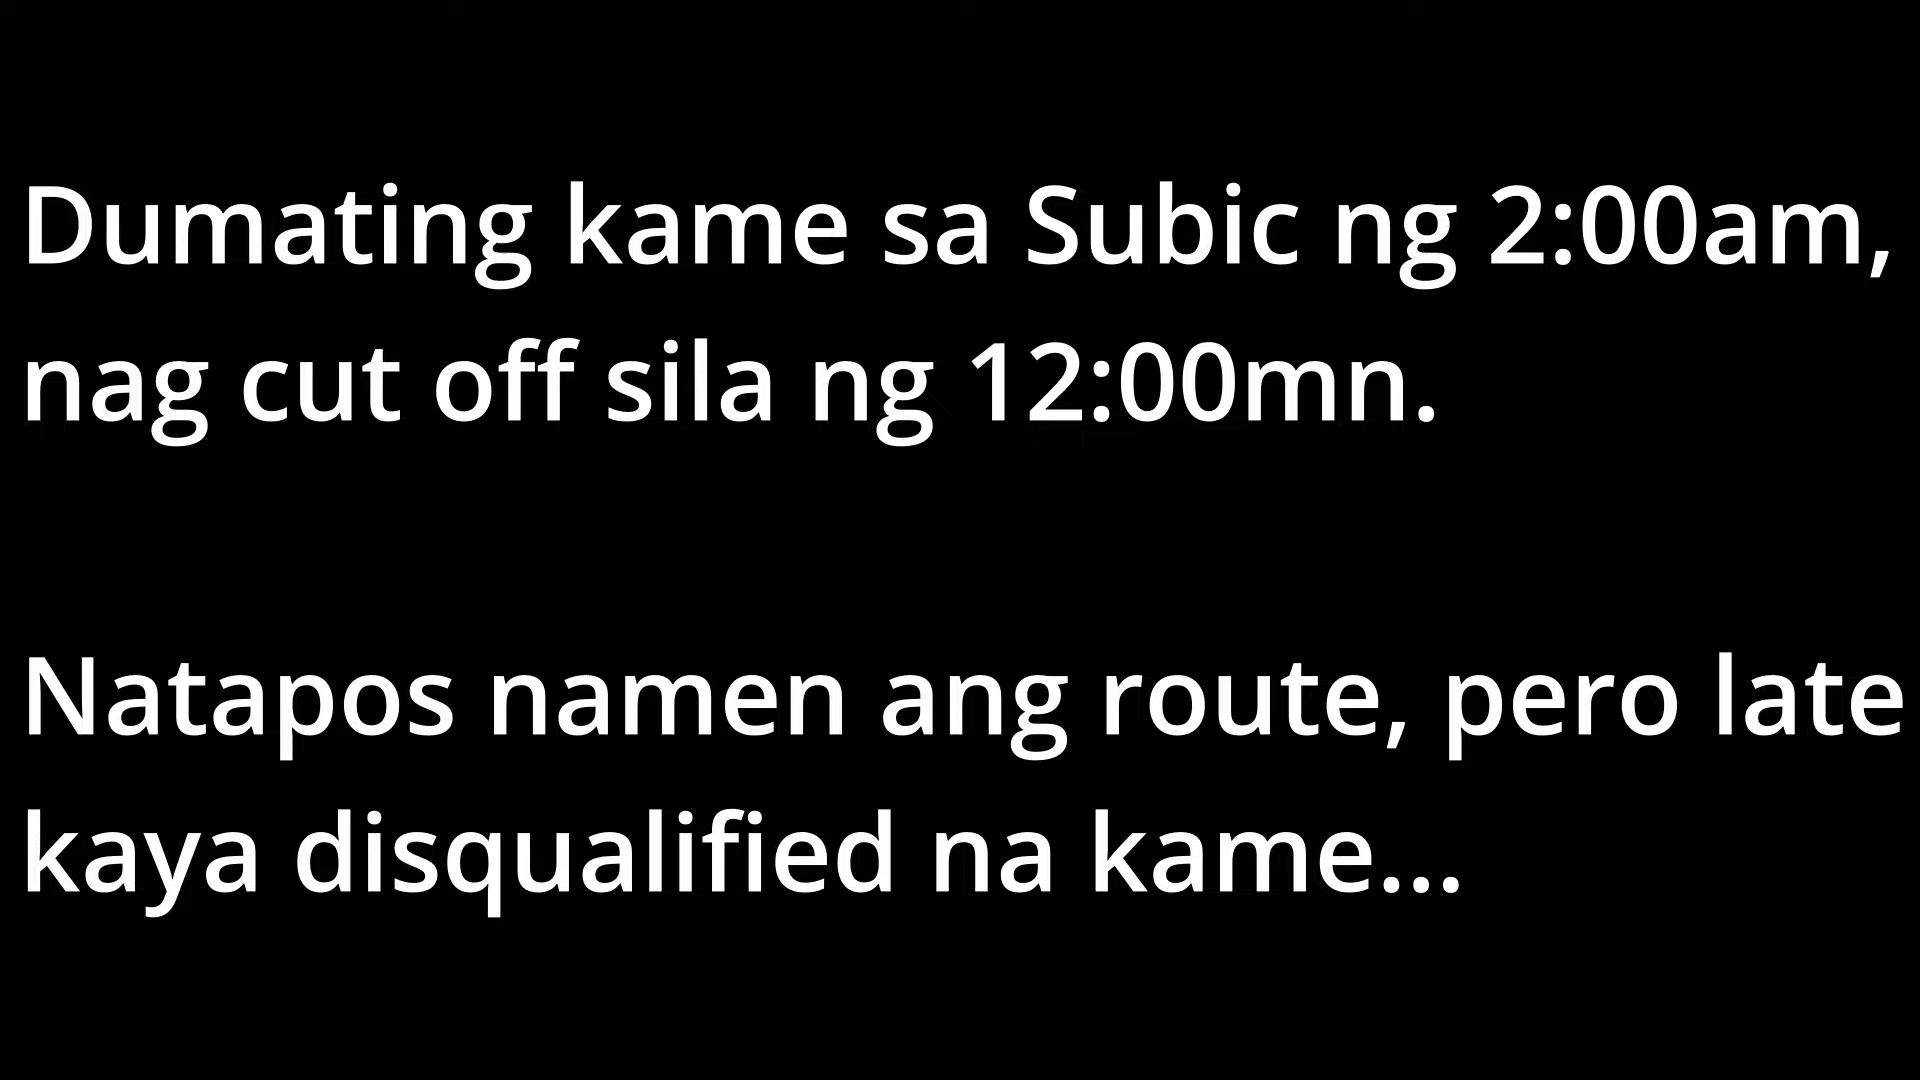 Dumating kame sa Subic ng 2:00am,
nag cut off sila ng 12:00mn.
Natapos namen ang route, pero late
kaya disqualified na kame...